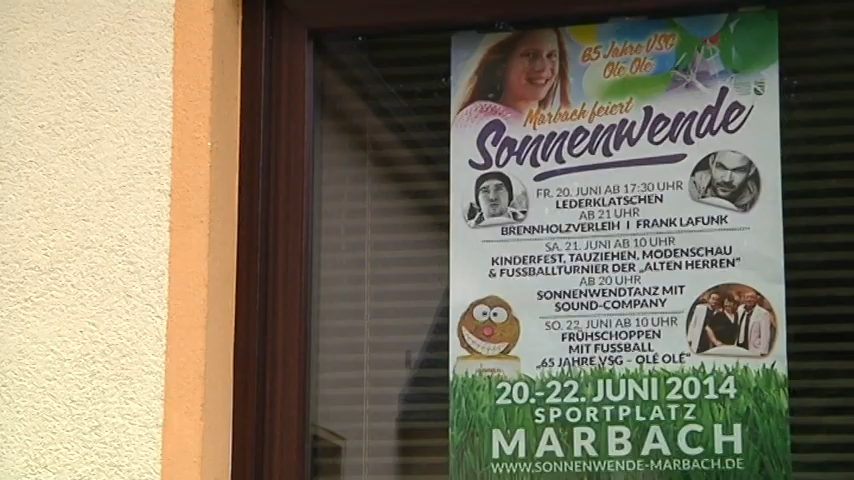 65 Jahre VSG
Olé Olé
Marbach feiert
Sonnenwende
FR. 20. JUNI AB 17:30 UHR
LEDERKLATSCHEN
AB 21 UHR
BRENNHOLZVERLEIH | FRANK LAFUNK
SA. 21. JUNI AB 10 UHR
KINDERFEST, TAUZIEHEN, MODENSCHAU
& FUSSBALLTURNIER DER „ALTEN HERREN"
AB 20 UHR
SONNENWENDTANZ MIT
SOUND-COMPANY
SO. 22. JUNI AB 10 UHR
FRÜHSCHOPPEN
MIT FUSSBALL
„65 JAHRE VSG - OLÉ OLÉ"
20.-22. JUNI 2014
SPORTPLATZ
MARBACH
WWW.SONNENWENDE-MARBACH.DE